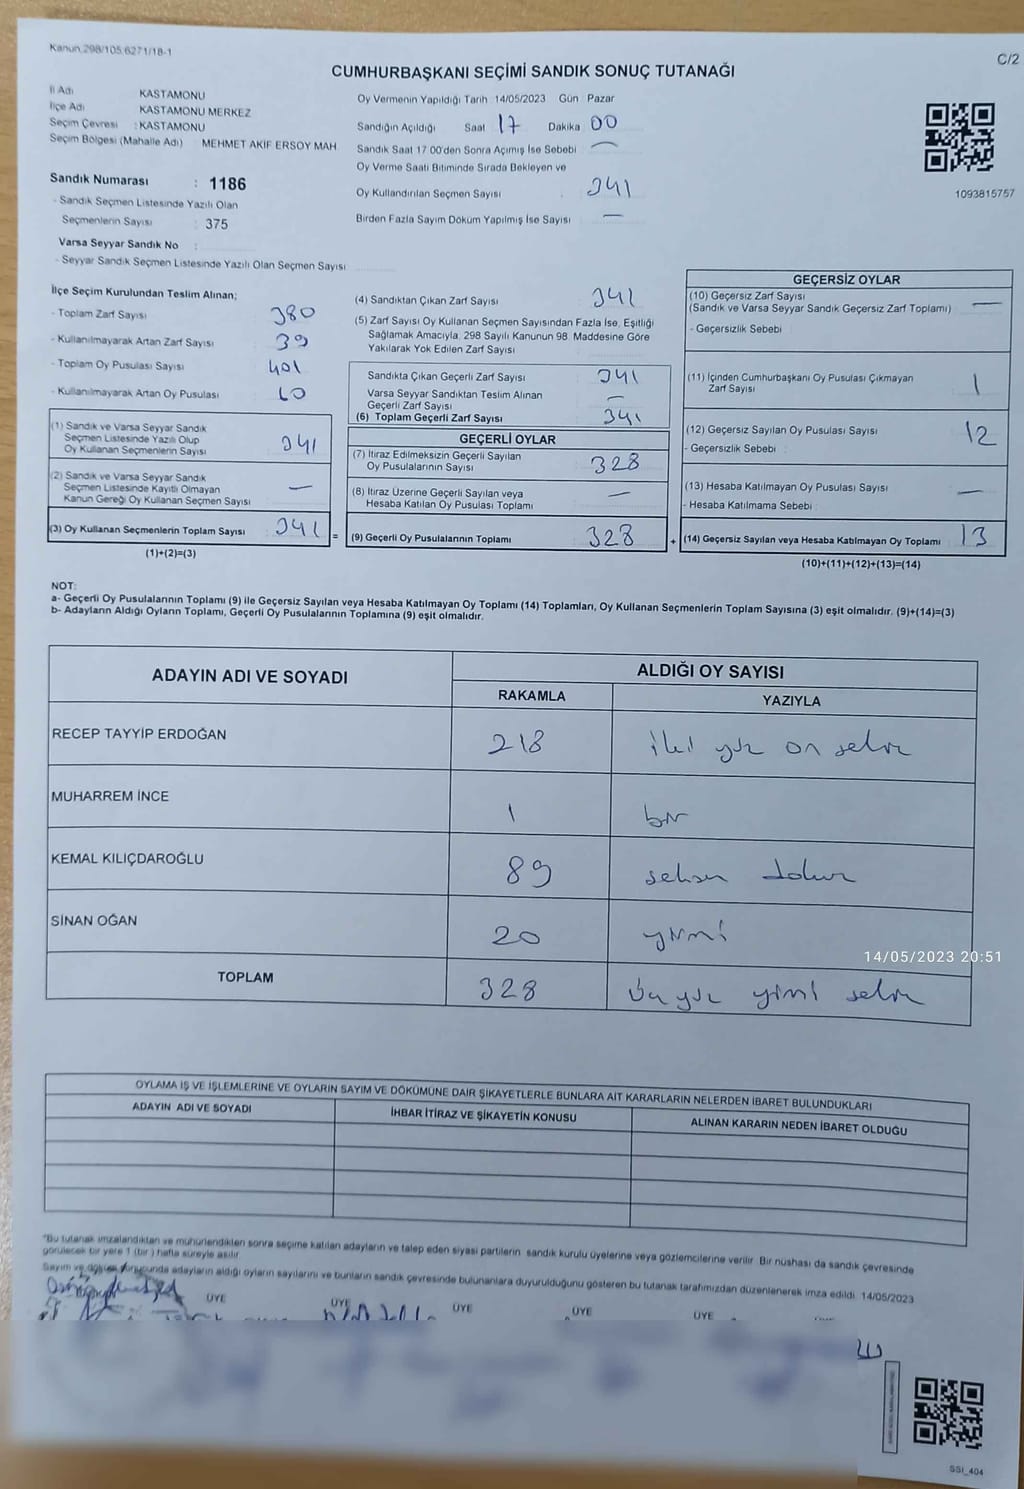 Kanun.298/105.6271/18-1
C/2
CUMHURBAŞKANI SEÇİMİ SANDIK SONUÇ TUTANAĞI
İl Adı KASTAMONU
İlçe Adı KASTAMONU MERKEZ
Seçim Çevresi : KASTAMONU
Seçim Bölgesi (Mahalle Adı) MEHMET AKİF ERSOY MAH
Sandık Numarası : 1186
- Sandık Seçmen Listesinde Yazılı Olan
Seçmenlerin Sayısı : 375
Varsa Seyyar Sandık No :
- Seyyar Sandık Seçmen Listesinde Yazılı Olan Seçmen Sayısı
Oy Vermenin Yapıldığı Tarih 14/05/2023 Gün Pazar
Sandığın Açıldığı Saat 17 Dakika 00
Sandık Saat 17:00'den Sonra Açımış İse Sebebi —
Oy Verme Saati Bitiminde Sırada Bekleyen ve
Oy Kullandırılan Seçmen Sayısı : 341
Birden Fazla Sayım Döküm Yapılmış İse Sayısı —
1093815757
İlçe Seçim Kurulundan Teslim Alınan;
- Toplam Zarf Sayısı 380
- Kullanılmayarak Artan Zarf Sayısı 39
- Toplam Oy Pusulası Sayısı 401
- Kullanılmayarak Artan Oy Pusulası 60
(1) Sandık ve Varsa Seyyar Sandık
Seçmen Listesinde Yazılı Olup
Oy Kullanan Seçmenlerin Sayısı 341
(2) Sandık ve Varsa Seyyar Sandık
Seçmen Listesinde Kayıtlı Olmayan
Kanun Gereği Oy Kullanan Seçmen Sayısı —
(3) Oy Kullanan Seçmenlerin Toplam Sayısı 341 =
(1)+(2)=(3)
(4) Sandıktan Çıkan Zarf Sayısı 341
(5) Zarf Sayısı Oy Kullanan Seçmen Sayısından Fazla İse, Eşitliği
Sağlamak Amacıyla, 298 Sayılı Kanunun 98. Maddesine Göre
Yakılarak Yok Edilen Zarf Sayısı
Sandıkta Çıkan Geçerli Zarf Sayısı 341
Varsa Seyyar Sandıktan Teslim Alınan
Geçerli Zarf Sayısı —
(6) Toplam Geçerli Zarf Sayısı 341
GEÇERLİ OYLAR
(7) İtiraz Edilmeksizin Geçerli Sayılan
Oy Pusulalarının Sayısı 328
(8) İtiraz Üzerine Geçerli Sayılan veya
Hesaba Katılan Oy Pusulası Toplamı —
(9) Geçerli Oy Pusulalarının Toplamı 328 +
GEÇERSİZ OYLAR
(10) Geçersiz Zarf Sayısı —
(Sandık ve Varsa Seyyar Sandık Geçersiz Zarf Toplamı)
- Geçersizlik Sebebi :
(11) İçinden Cumhurbaşkanı Oy Pusulası Çıkmayan
Zarf Sayısı 1
(12) Geçersiz Sayılan Oy Pusulası Sayısı 12
- Geçersizlik Sebebi :
(13) Hesaba Katılmayan Oy Pusulası Sayısı —
- Hesaba Katılmama Sebebi :
(14) Geçersiz Sayılan veya Hesaba Katılmayan Oy Toplamı 13
(10)+(11)+(12)+(13)=(14)
NOT:
a- Geçerli Oy Pusulalarının Toplamı (9) ile Geçersiz Sayılan veya Hesaba Katılmayan Oy Toplamı (14) Toplamları, Oy Kullanan Seçmenlerin Toplam Sayısına (3) eşit olmalıdır. (9)+(14)=(3)
b- Adayların Aldığı Oyların Toplamı, Geçerli Oy Pusulalarının Toplamına (9) eşit olmalıdır.
ADAYIN ADI VE SOYADI ALDIĞI OY SAYISI
RAKAMLA YAZIYLA
RECEP TAYYİP ERDOĞAN 218 iki yüz on sekiz
MUHARREM İNCE 1 bir
KEMAL KILIÇDAROĞLU 89 seksen dokuz
SİNAN OĞAN 20 yirmi
14/05/2023 20:51
TOPLAM 328 üçyüz yirmi sekiz
OYLAMA İŞ VE İŞLEMLERİNE VE OYLARIN SAYIM VE DÖKÜMÜNE DAİR ŞİKAYETLERLE BUNLARA AİT KARARLARIN NELERDEN İBARET BULUNDUKLARI
ADAYIN ADI VE SOYADI İHBAR İTİRAZ VE ŞİKAYETİN KONUSU ALINAN KARARIN NEDEN İBARET OLDUĞU
*Bu tutanak imzalandıktan ve mühürlendikten sonra seçime katılan adayların ve talep eden siyasi partilerin sandık kurulu üyelerine veya gözlemcilerine verilir. Bir nüshası da sandık çevresinde
görülecek bir yere 1 (bir) hafta süreyle asılır.
Sayım ve döküm sonucunda adayların aldığı oyların sayılarını ve bunların sandık çevresinde bulunanlara duyurulduğunu gösteren bu tutanak tarafımızdan düzenlenerek imza edildi. 14/05/2023
ÜYE ÜYE ÜYE ÜYE ÜYE
SSI_404